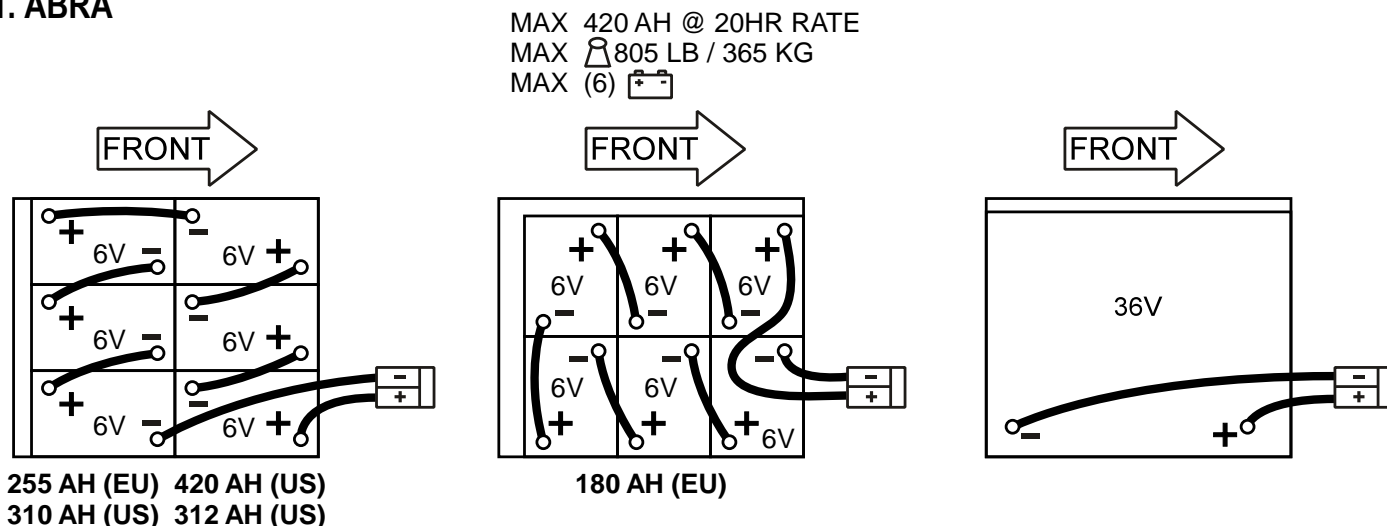 . ABRA
MAX 420 AH @ 20HR RATE
MAX 805 LB / 365 KG
MAX (6) + -
FRONT
FRONT
FRONT
+ -
6V - 6V +
+ -
6V - 6V +
+ -
6V - 6V +
-
+
+ + +
6V 6V 6V
- - -
- - -
6V 6V
+ + + 6V
-
+
36V
- +
-
+
255 AH (EU) 420 AH (US)
310 AH (US) 312 AH (US)
180 AH (EU)